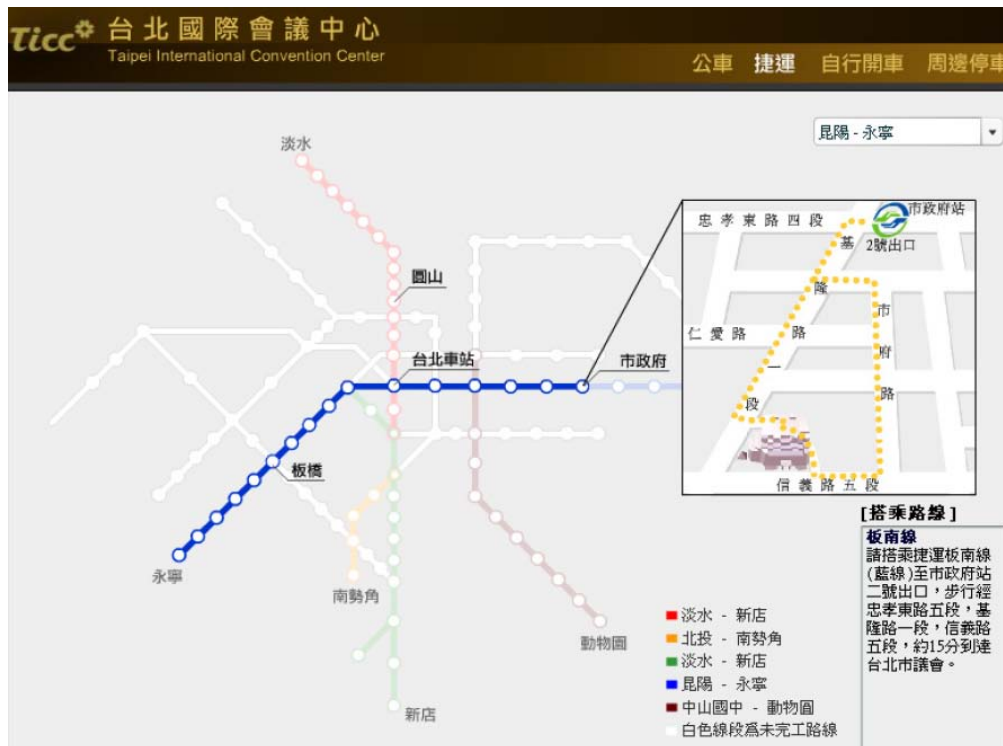 Ticc 台北國際會議中心
Taipei International Convention Center
公車 捷運 自行開車 周邊停車
昆陽 - 永寧
淡水
圓山
台北車站
市政府
板橋
永寧
南勢角
動物園
新店
市政府站
2號出口
忠孝東路四段
基隆路一段
仁愛路
市府路
信義路五段
淡水 - 新店
北投 - 南勢角
淡水 - 新店
昆陽 - 永寧
中山國中 - 動物園
白色線段爲未完工路線
[搭乘路線]
板南線
請搭乘捷運板南線
(藍線)至市政府站
二號出口，步行經
忠孝東路五段，基
隆路一段，信義路
五段，約15分到達
台北市議會。